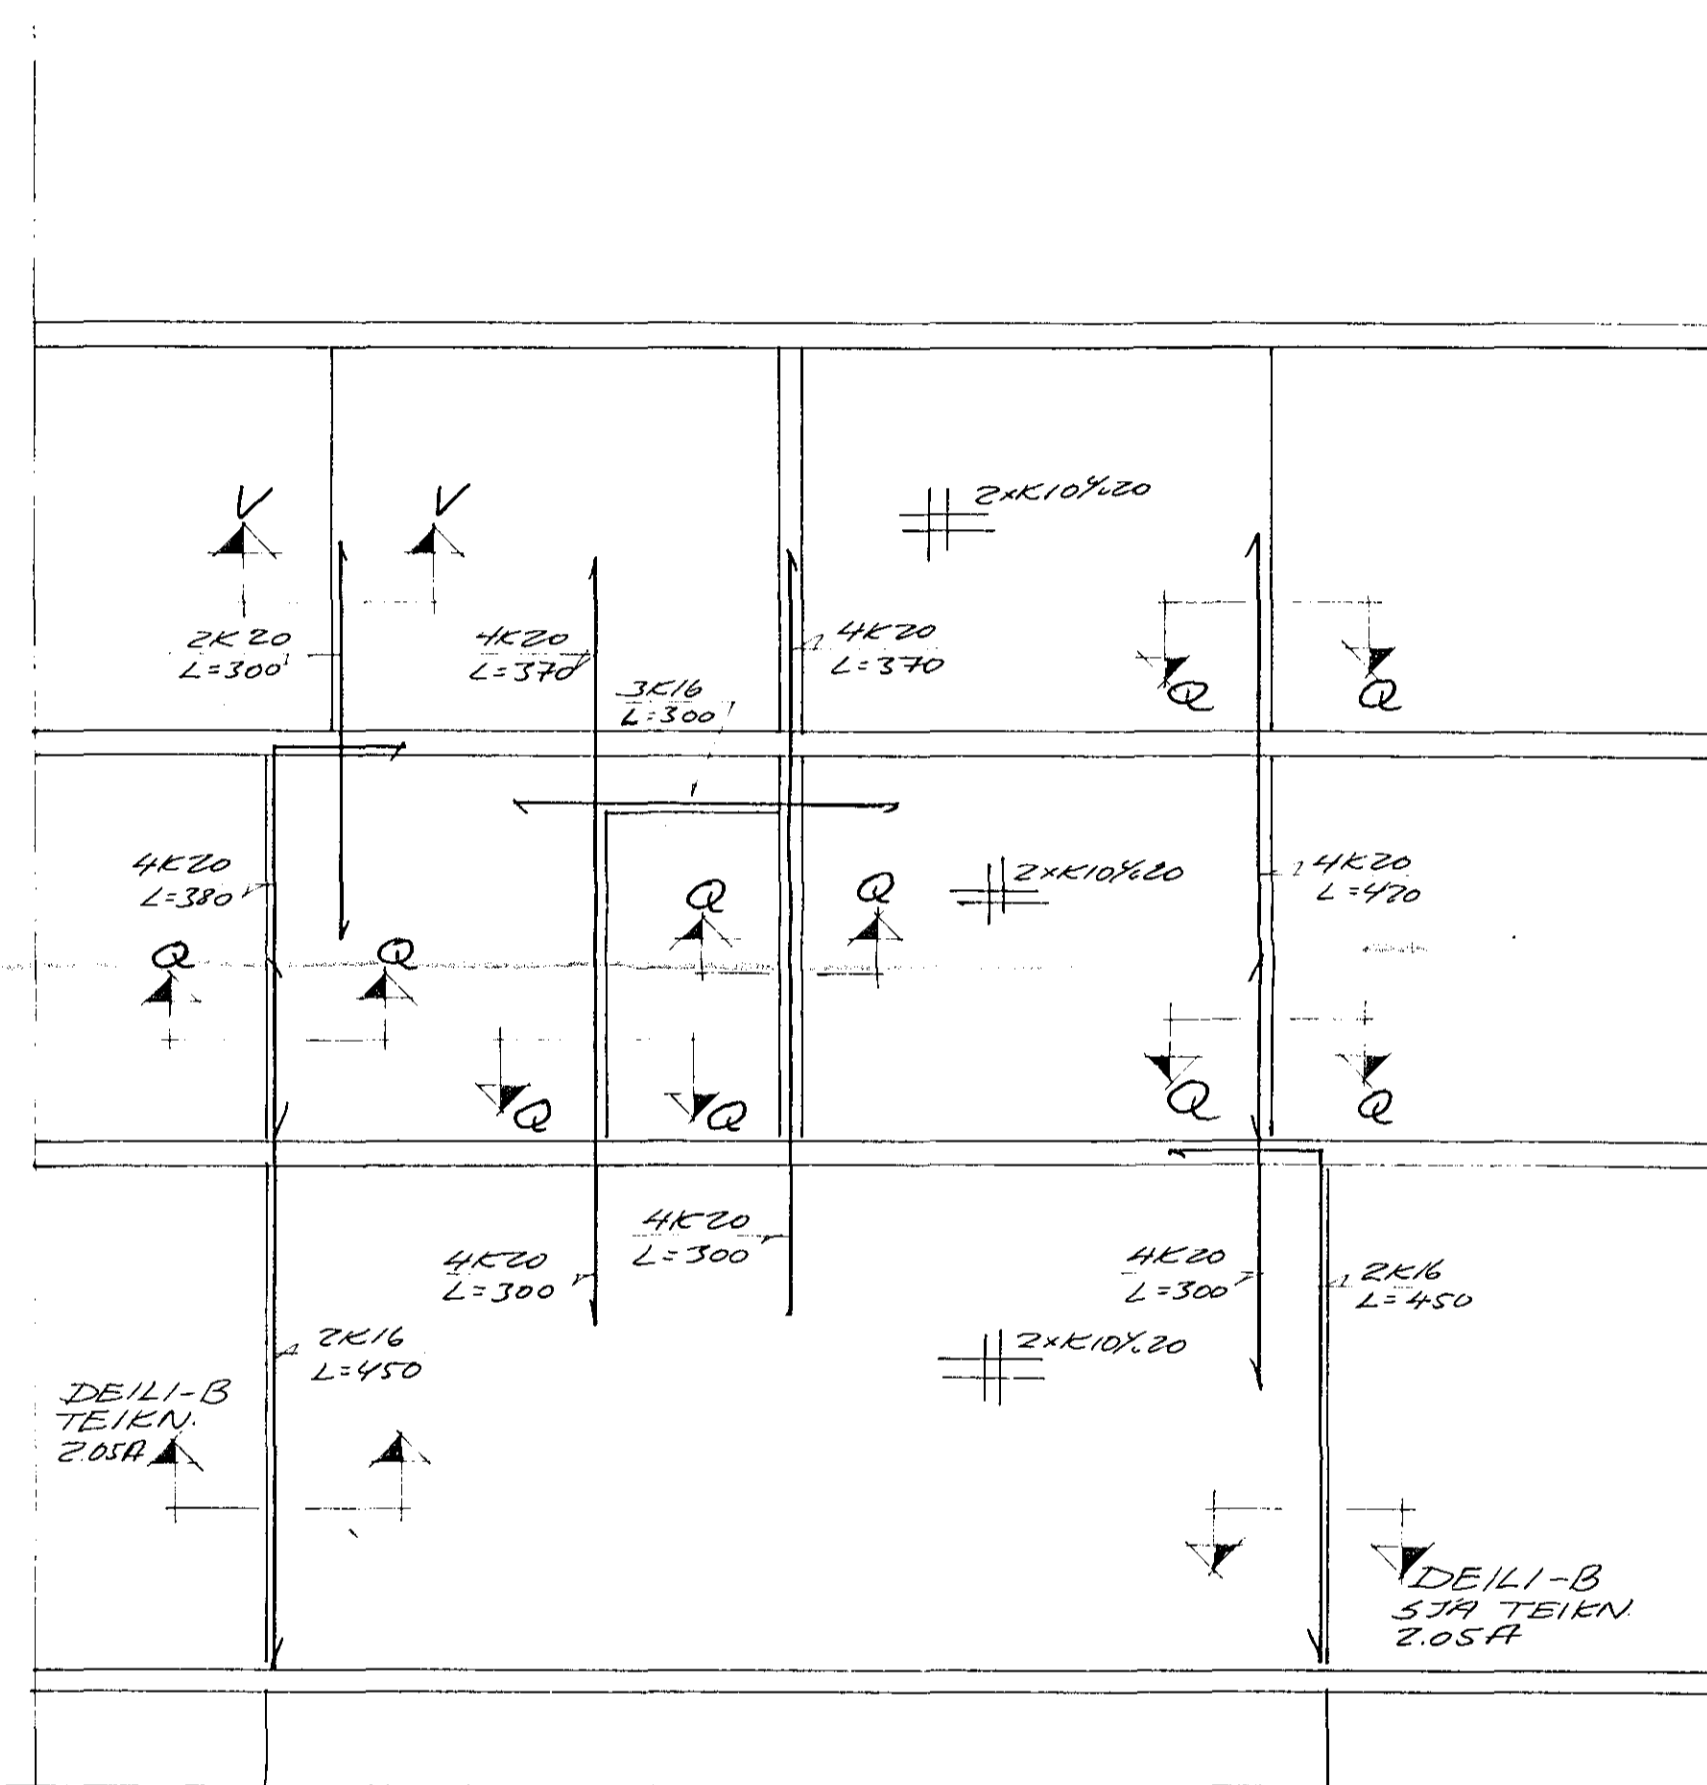 V V
2xK10%20
2K20
L=300
4K20
L=370
4K20
L=370
3K16
L=300
Q Q
4K20
L=380
2xK10%20
4K20
L=470
Q Q
Q Q
Q Q
Q Q
4K20
L=300
4K20
L=300
4K20
L=300
2K16
L=450
2K16
L=450
2xK10%20
DEILI-B
TEIKN.
2.05A
DEILI-B
SJÁ TEIKN.
2.05A